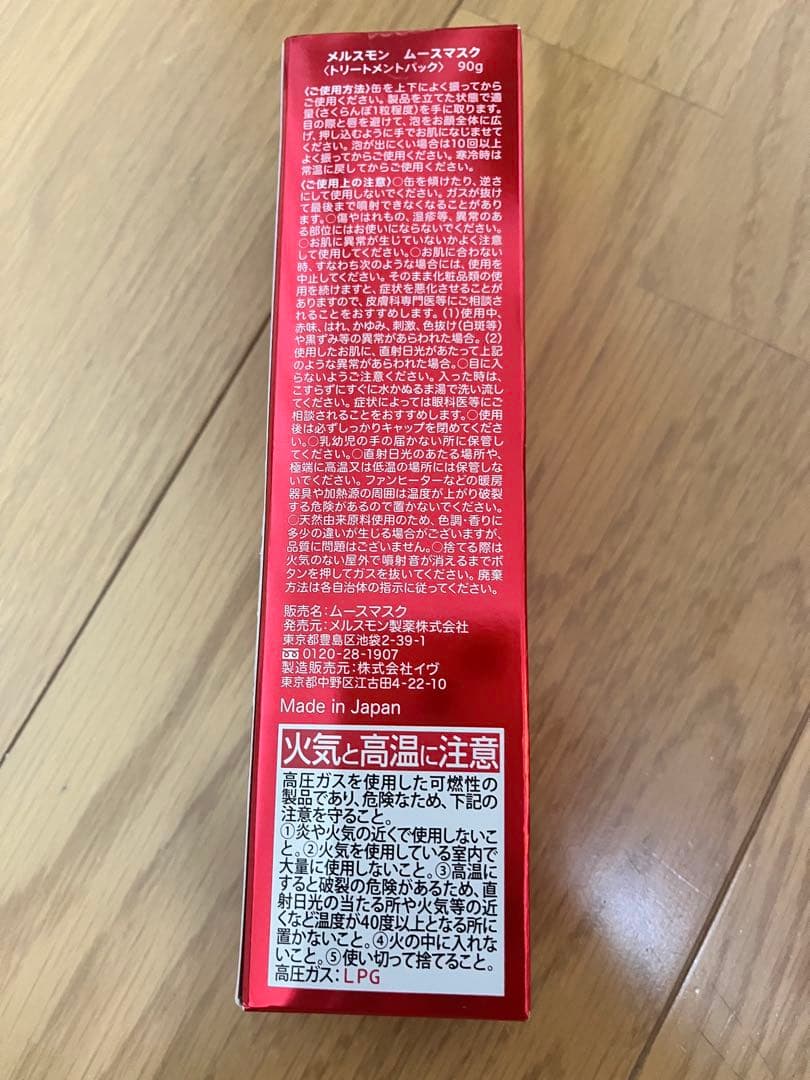 メルスモン ムースマスク
〈トリートメントパック〉 90g
〈ご使用方法〉缶を上下によく振ってから
ご使用ください。製品を立てた状態で適
量(さくらんぼ1粒程度)を手に取ります。
目の際と唇を避けて、泡をお顔全体に広
げ、押し込むように手でお肌になじませて
ください。泡が出にくい場合は10回以上
よく振ってからご使用ください。寒冷時は
常温に戻してからご使用ください。
〈ご使用上の注意〉○缶を傾けたり、逆さ
にして使用しないでください。ガスが抜け
て最後まで噴射できなくなることがあり
ます。○傷やはれもの、湿疹等、異常のあ
る部位にはお使いにならないでください。
○お肌に異常が生じていないかよく注意
して使用してください。○お肌に合わない
時、すなわち次のような場合には、使用を
中止してください。そのまま化粧品類の使
用を続けますと、症状を悪化させることが
ありますので、皮膚科専門医等にご相談さ
れることをおすすめします。(1)使用中、
赤味、はれ、かゆみ、刺激、色抜け(白斑等)
や黒ずみ等の異常があらわれた場合。(2)
使用したお肌に、直射日光があたって上記
のような異常があらわれた場合。○目に入
らないようご注意ください。入った時は、
こすらずにすぐに水かぬるま湯で洗い流し
てください。症状によっては眼科医等にご
相談されることをおすすめします。○使用
後は必ずしっかりキャップを閉めてくださ
い。○乳幼児の手の届かない所に保管し
てください。○直射日光のあたる場所や、
極端に高温又は低温の場所には保管しな
いでください。ファンヒーターなどの暖房
器具や加熱源の周囲は温度が上がり破裂
する危険があるので置かないでください。
○天然由来原料使用のため、色調・香りに
多少の違いが生じる場合がございますが、
品質に問題はございません。○捨てる際は
火気のない屋外で噴射音が消えるまでボ
タンを押してガスを抜いてください。廃棄
方法は各自治体の指示に従ってください。
販売名:ムースマスク
発売元:メルスモン製薬株式会社
東京都豊島区池袋2-39-1
0120-28-1907
製造販売元:株式会社イヴ
東京都中野区江古田4-22-10
Made in Japan
火気と高温に注意
高圧ガスを使用した可燃性の
製品であり、危険なため、下記の
注意を守ること。
①炎や火気の近くで使用しないこ
と。②火気を使用している室内で
大量に使用しないこと。③高温に
すると破裂の危険があるため、直
射日光の当たる所や火気等の近
くなど温度が40度以上となる所に
置かないこと。④火の中に入れな
いこと。⑤使い切って捨てること。
高圧ガス:LPG